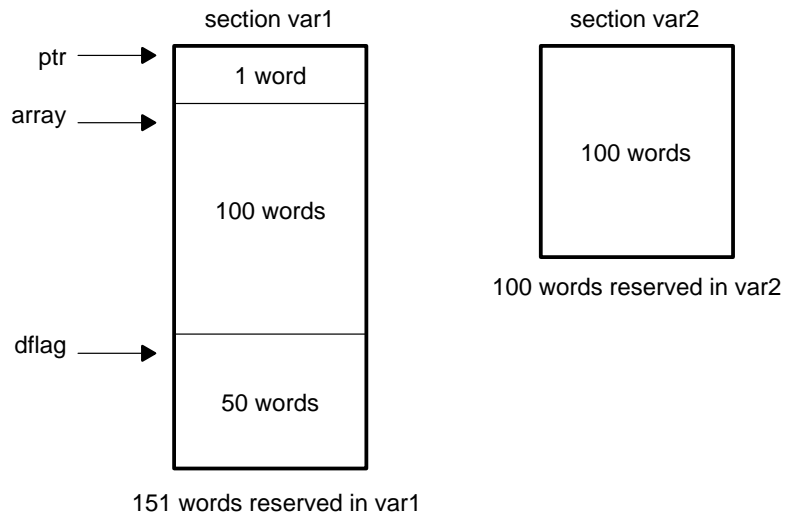 section var1
ptr
1 word
array
100 words
dflag
50 words
151 words reserved in var1
section var2
100 words
100 words reserved in var2